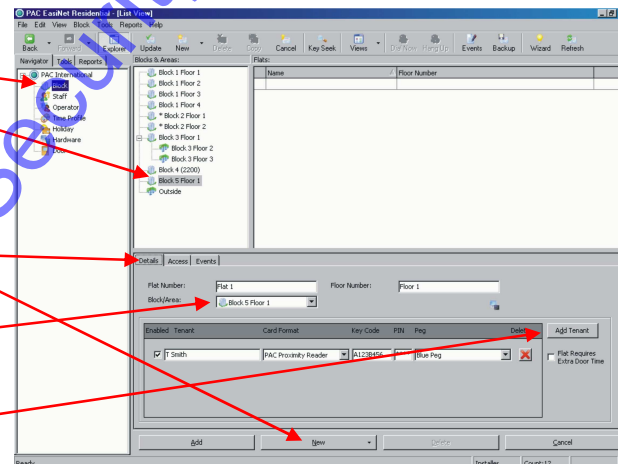 PAC EasiNet Residential - [List View]
File Edit View Block Tools Reports Help
Back Forward Explorer Update New Delete Copy Cancel Key Seek Views Dial Now Hang Up Events Backup Wizard Refresh
Navigator Tools Reports
Blocks & Areas:
Flats:
Name Floor Number
PAC International
Block
Staff
Operator
Time Profile
Holiday
Hardware
Door
Block 1 Floor 1
Block 1 Floor 2
Block 1 Floor 3
Block 1 Floor 4
* Block 2 Floor 1
* Block 2 Floor 2
Block 3 Floor 1
Block 3 Floor 2
Block 3 Floor 3
Block 4 (2200)
Block 5 Floor 1
Outside
Details Access Events
Flat Number: Flat 1 Floor Number: Floor 1
Block/Area: Block 5 Floor 1
Enabled Tenant Card Format Key Code PIN Peg Delete
T Smith PAC Proximity Reader A123B456 Blue Peg
Add Tenant
Flat Requires
Extra Door Time
Add New Delete Cancel
Ready Installer Count:12